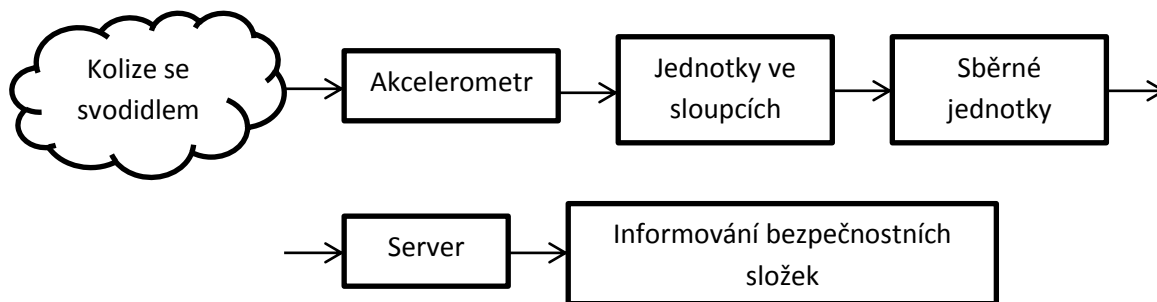 Kolize se
svodidlem
Akcelerometr
Jednotky ve
sloupcích
Sběrné
jednotky
Server
Informování bezpečnostních
složek